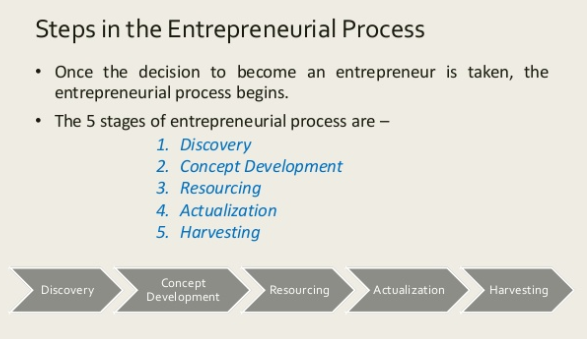 Steps in the Entrepreneurial Process
• Once the decision to become an entrepreneur is taken, the
entrepreneurial process begins.
• The 5 stages of entrepreneurial process are –
1. Discovery
2. Concept Development
3. Resourcing
4. Actualization
5. Harvesting
Discovery
Concept
Development
Resourcing
Actualization
Harvesting